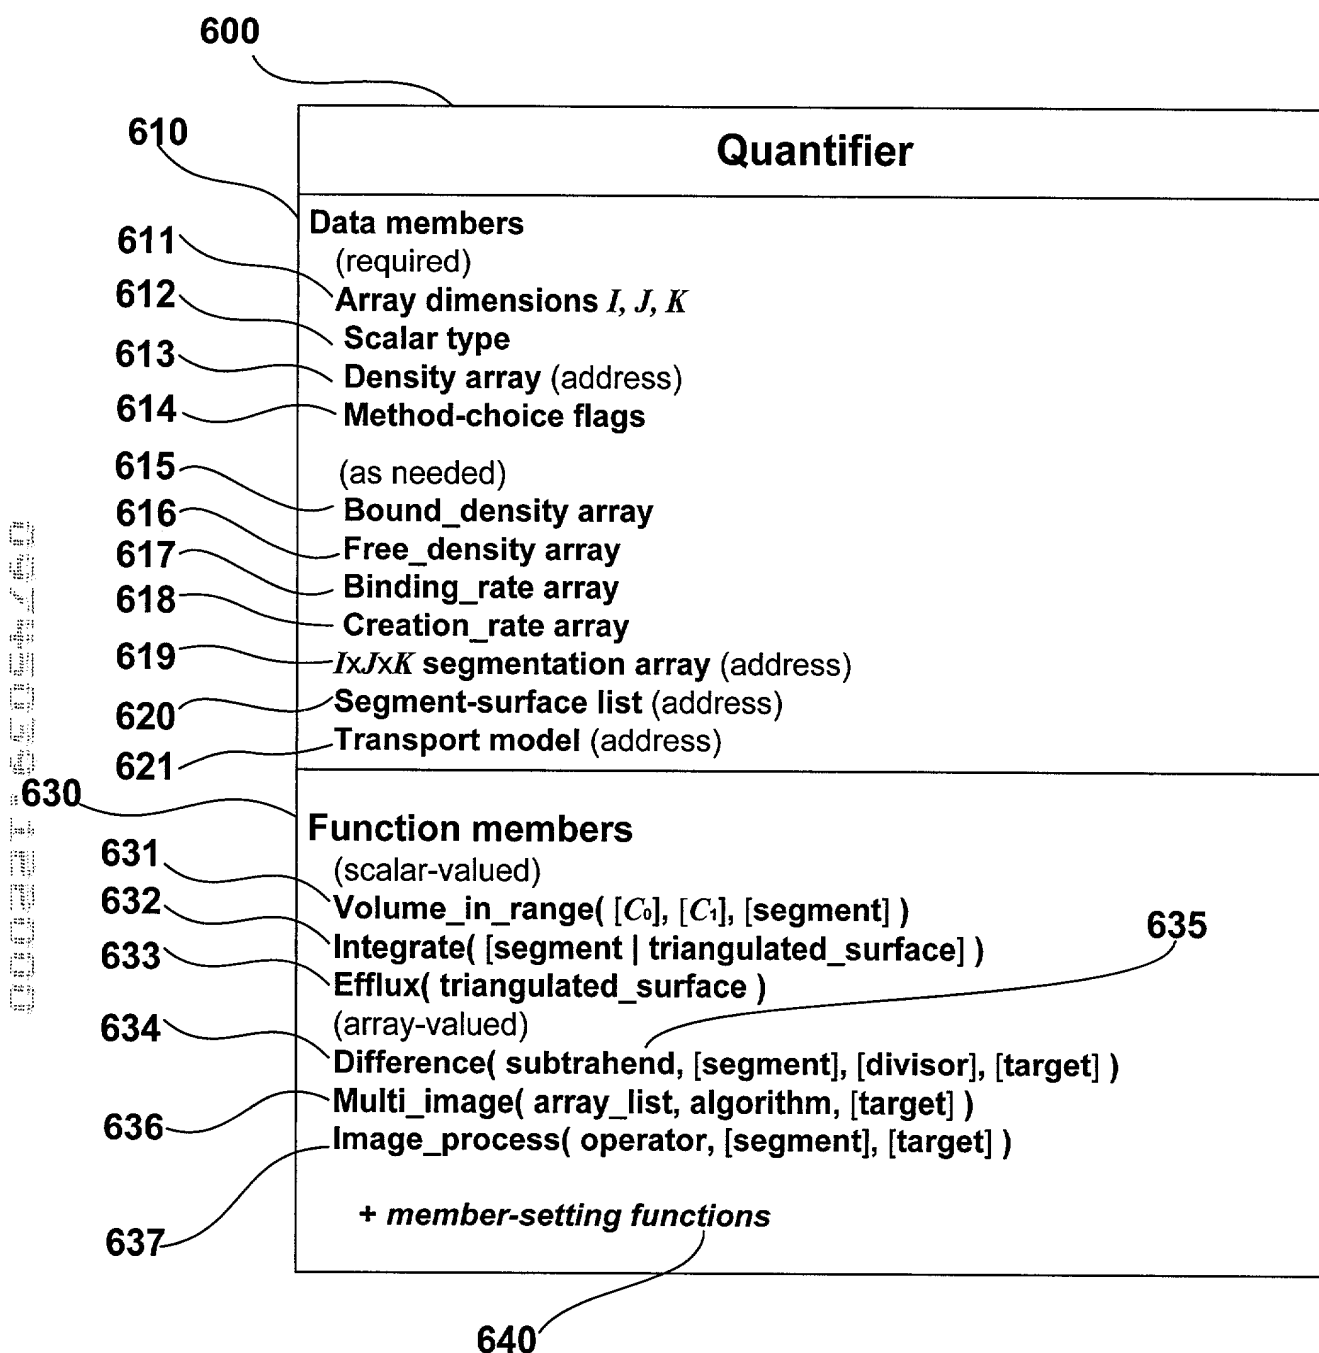 600
610
Quantifier
Data members
611
(required)
612
Array dimensions I, J, K
Scalar type
613
Density array (address)
614
Method-choice flags
615
(as needed)
616
Bound_density array
617
Free_density array
Binding_rate array
618
Creation_rate array
619
IxJxK segmentation array (address)
620
Segment-surface list (address)
621
Transport model (address)
630
Function members
631
(scalar-valued)
632
Volume_in_range( [C0], [C1], [segment] )
635
633
Integrate( [segment | triangulated_surface] )
Efflux( triangulated_surface )
634
(array-valued)
Difference( subtrahend, [segment], [divisor], [target] )
636
Multi_image( array_list, algorithm, [target] )
Image_process( operator, [segment], [target] )
637
+ member-setting functions
640
09745039.122000